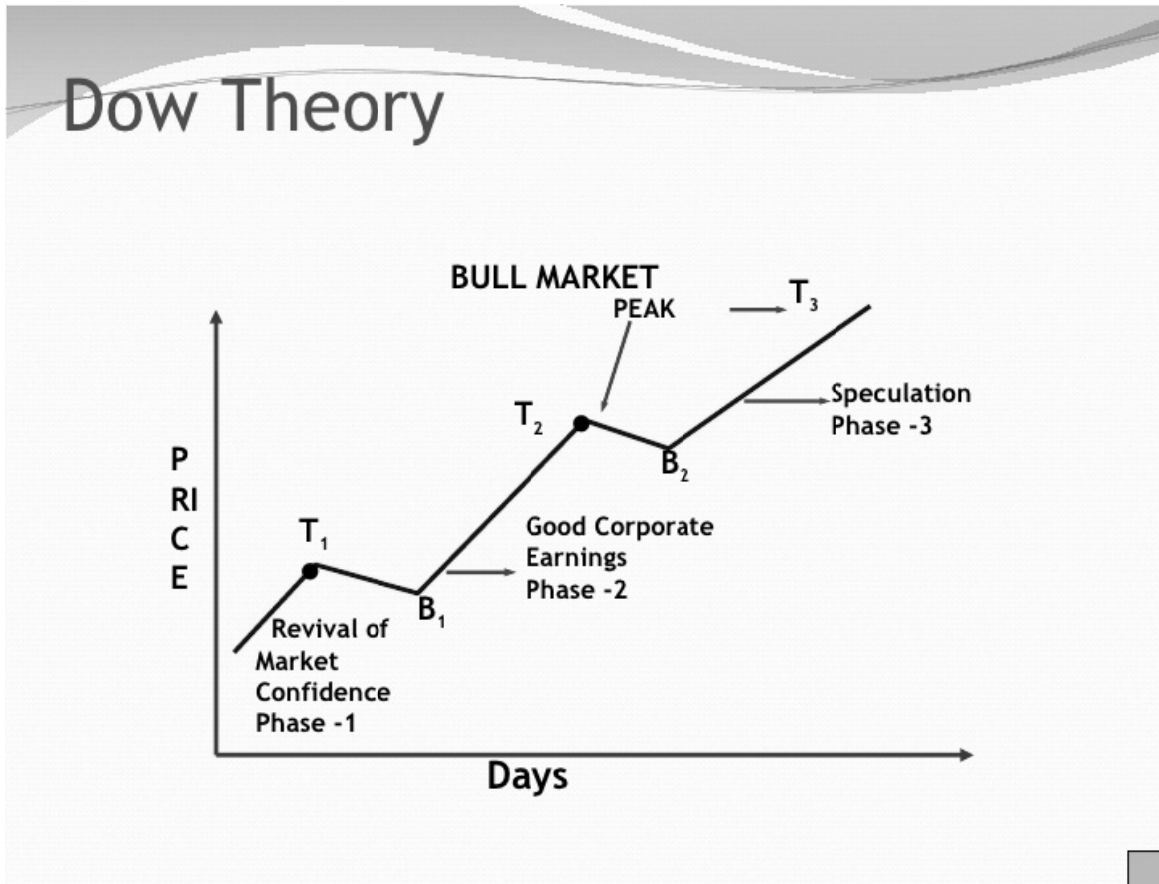 Dow Theory
BULL MARKET
PEAK
T₃
T₂
Speculation
Phase -3
B₂
P
RI
C
E
T₁
Good Corporate
Earnings
Phase -2
B₁
Revival of
Market
Confidence
Phase -1
Days